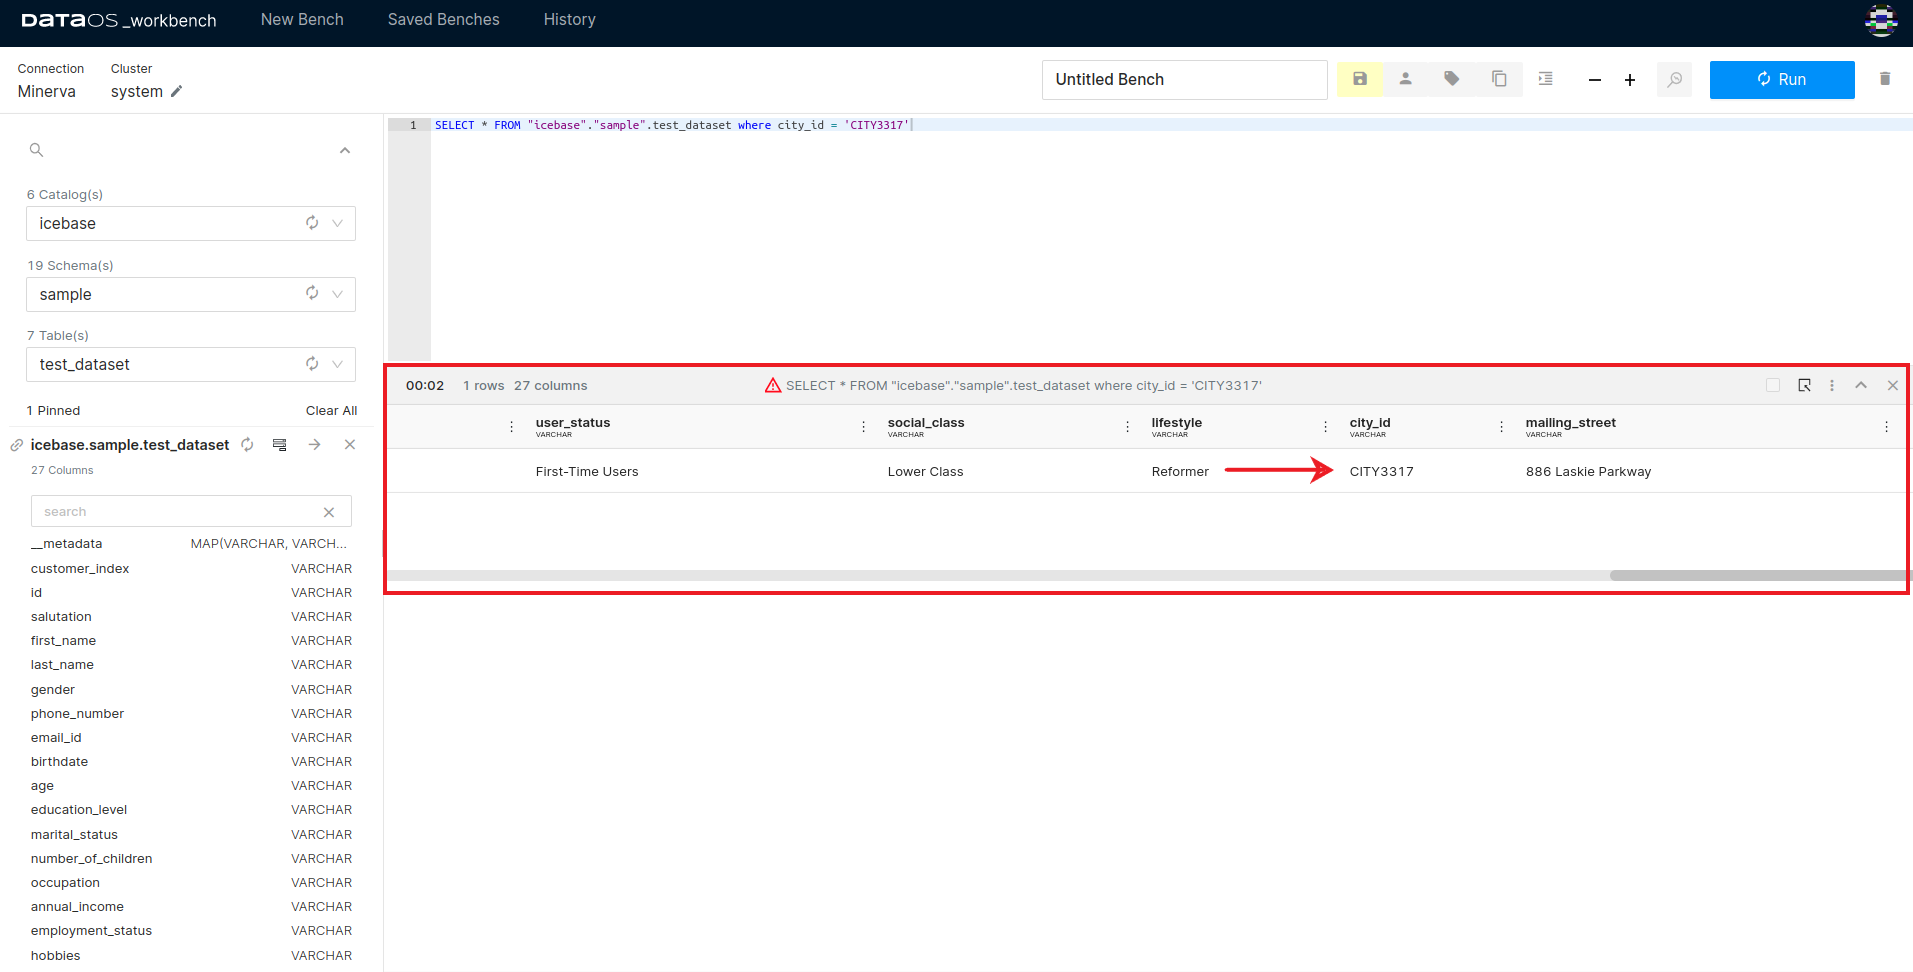 DATAOS _workbench New Bench Saved Benches History
Connection Cluster
Minerva system
Untitled Bench
Run
1 SELECT * FROM "icebase"."sample".test_dataset where city_id = 'CITY3317'
6 Catalog(s)
icebase
19 Schema(s)
sample
7 Table(s)
test_dataset
1 Pinned Clear All
icebase.sample.test_dataset
27 Columns
search
__metadata MAP(VARCHAR, VARCH...
customer_index VARCHAR
id VARCHAR
salutation VARCHAR
first_name VARCHAR
last_name VARCHAR
gender VARCHAR
phone_number VARCHAR
email_id VARCHAR
birthdate VARCHAR
age VARCHAR
education_level VARCHAR
marital_status VARCHAR
number_of_children VARCHAR
occupation VARCHAR
annual_income VARCHAR
employment_status VARCHAR
hobbies VARCHAR
00:02 1 rows 27 columns SELECT * FROM "icebase"."sample".test_dataset where city_id = 'CITY3317'
user_status social_class lifestyle city_id mailing_street
VARCHAR VARCHAR VARCHAR VARCHAR VARCHAR
First-Time Users Lower Class Reformer CITY3317 886 Laskie Parkway